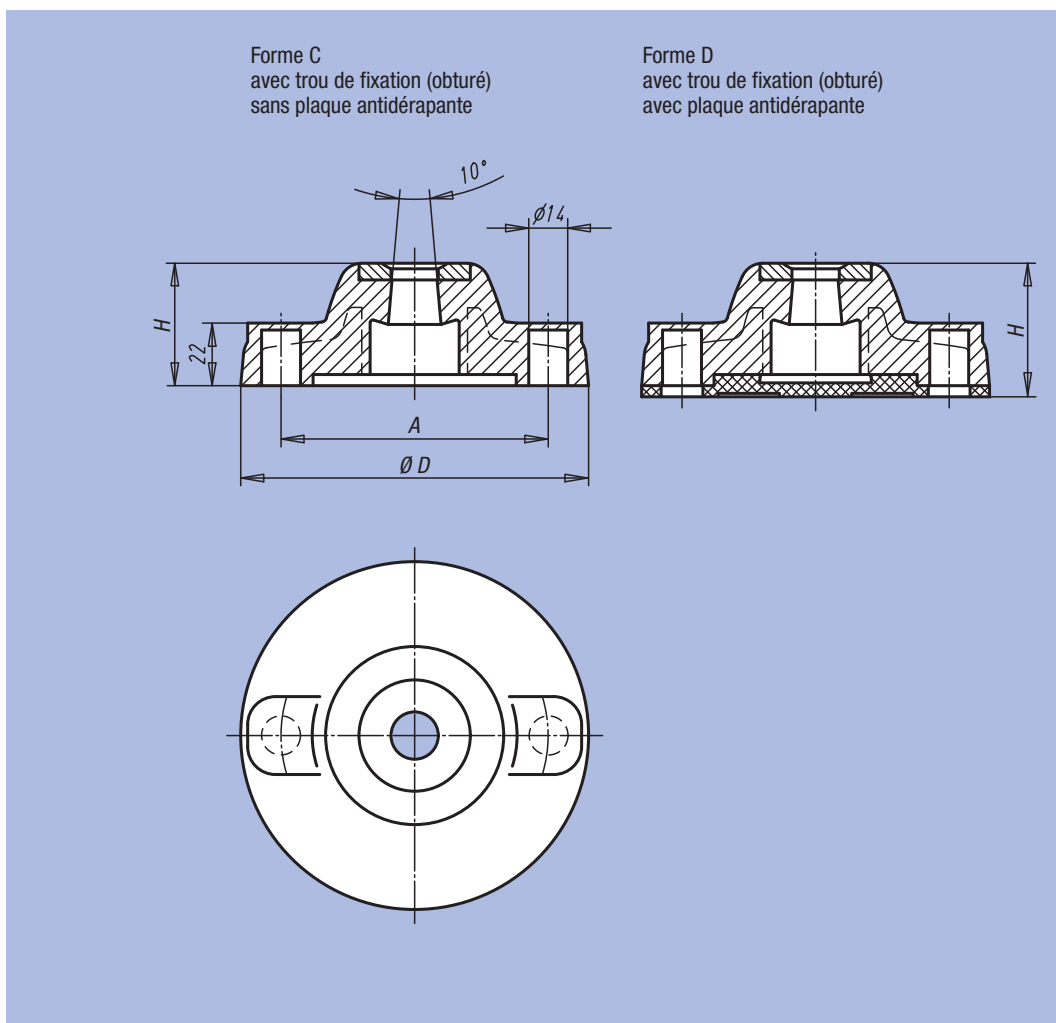 Forme C
avec trou de fixation (obturé)
sans plaque antidérapante
Forme D
avec trou de fixation (obturé)
avec plaque antidérapante
10°
Ø14
H
22
A
Ø D
H